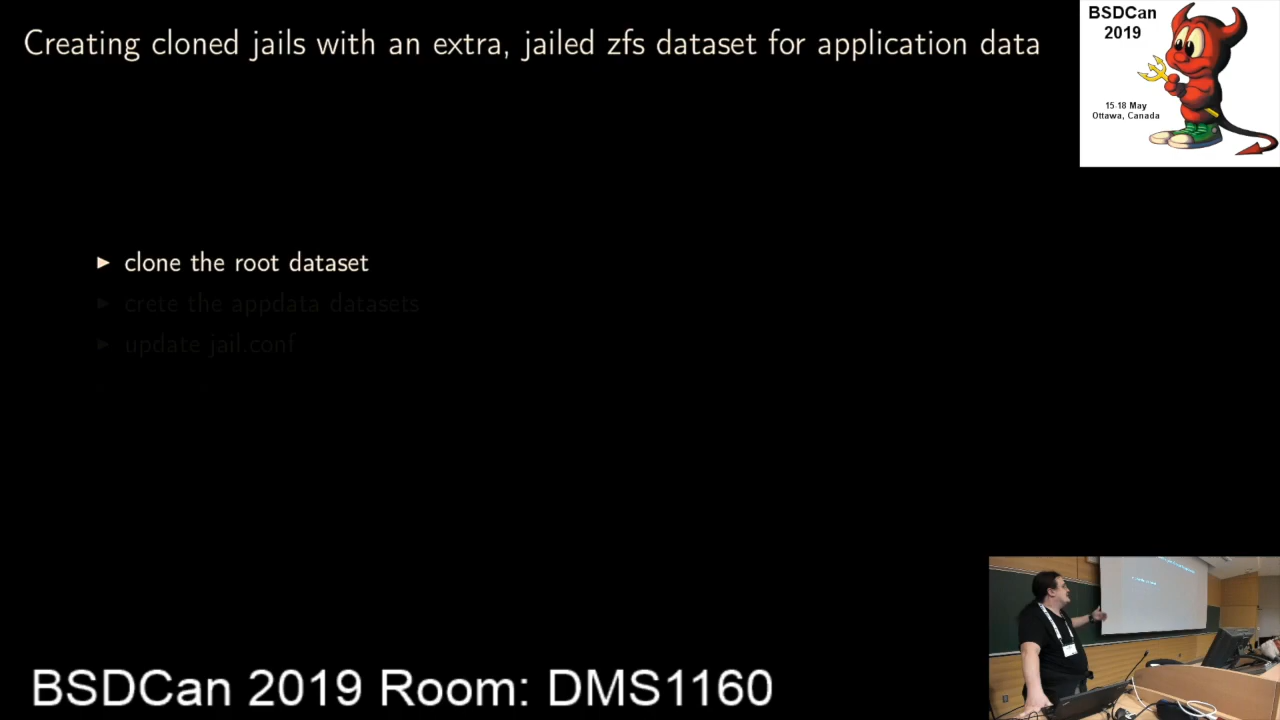 Creating cloned jails with an extra, jailed zfs dataset for application data
BSDCan
2019
15-18 May
Ottawa, Canada
► clone the root dataset
► crete the appdata datasets
► update jail.conf
BSDCan 2019 Room: DMS1160